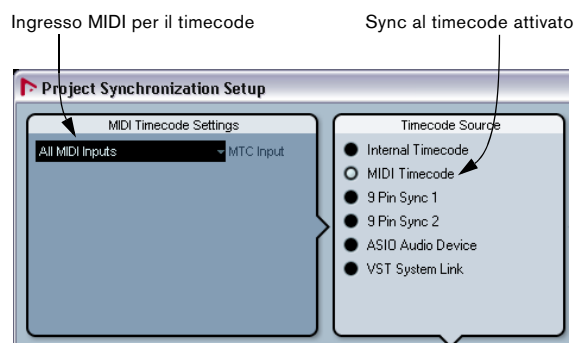 Ingresso MIDI per il timecode
Sync al timecode attivato
Project Synchronization Setup
MIDI Timecode Settings
All MIDI Inputs
MTC Input
Timecode Source
Internal Timecode
MIDI Timecode
9 Pin Sync 1
9 Pin Sync 2
ASIO Audio Device
VST System Link